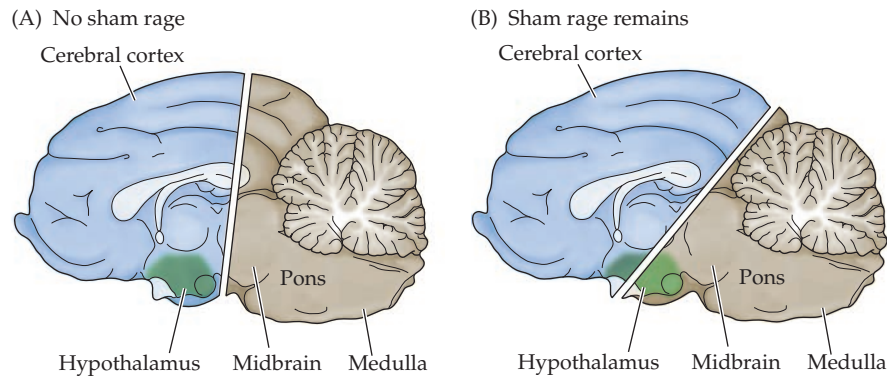 (A) No sham rage
Cerebral cortex
Pons
Hypothalamus
Midbrain
Medulla
(B) Sham rage remains
Cerebral cortex
Pons
Hypothalamus
Midbrain
Medulla